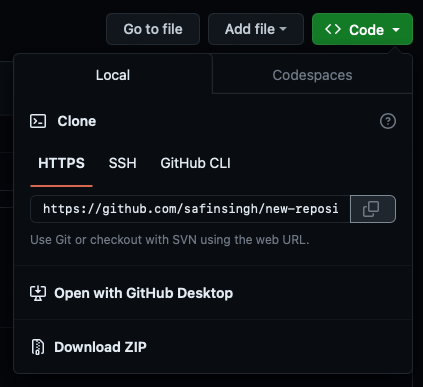 Go to file Add file <> Code
Local Codespaces
Clone
HTTPS SSH GitHub CLI
https://github.com/safinsingh/new-reposi
Use Git or checkout with SVN using the web URL.
Open with GitHub Desktop
Download ZIP